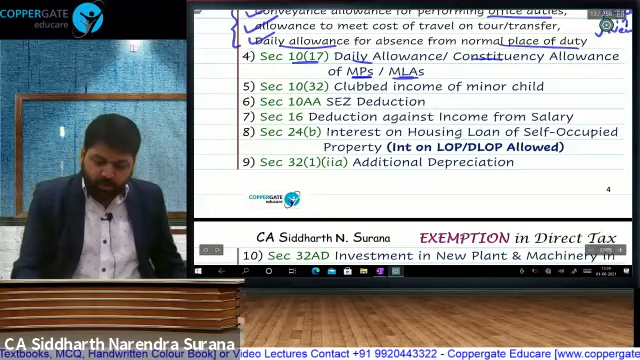 COPPERGATE
educare
Conveyance allowance for performing office duties,
allowance to meet cost of travel on tour/transfer,
Daily allowance for absence from normal place of duty
4) Sec 10(17) Daily Allowance/ Constituency Allowance
of MPs / MLAs
5) Sec 10(32) Clubbed income of minor child
6) Sec 10AA SEZ Deduction
7) Sec 16 Deduction against Income from Salary
8) Sec 24(b) Interest on Housing Loan of Self-Occupied
Property (Int on LOP/DLOP Allowed)
9) Sec 32(1)(iia) Additional Depreciation
COPPERGATE
educare
4
CA Siddharth N. Surana EXEMPTION in Direct Tax
10) Sec 32AD Investment in New Plant & Machinery in
CA Siddharth Narendra Surana
Textbooks, MCQ, Handwritten Colour Book) or Video Lectures Contact +91 9920443322 - Coppergate Educare [www.coppergate